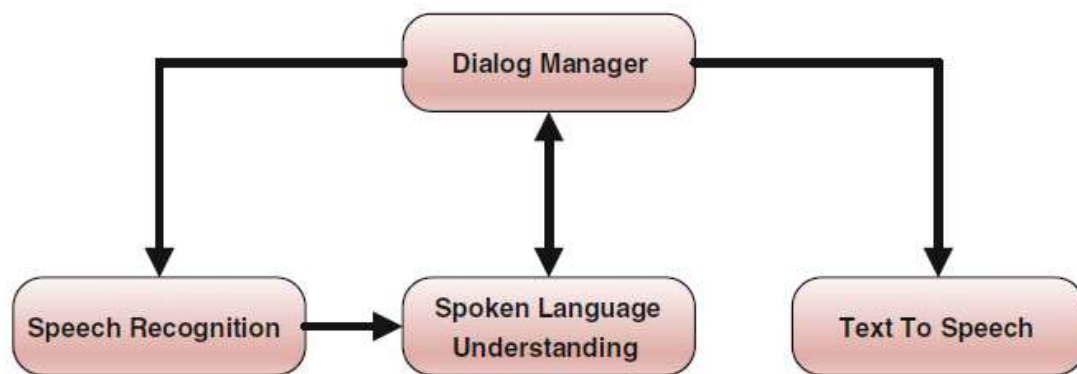 Dialog Manager
Speech Recognition
Spoken Language
Understanding
Text To Speech